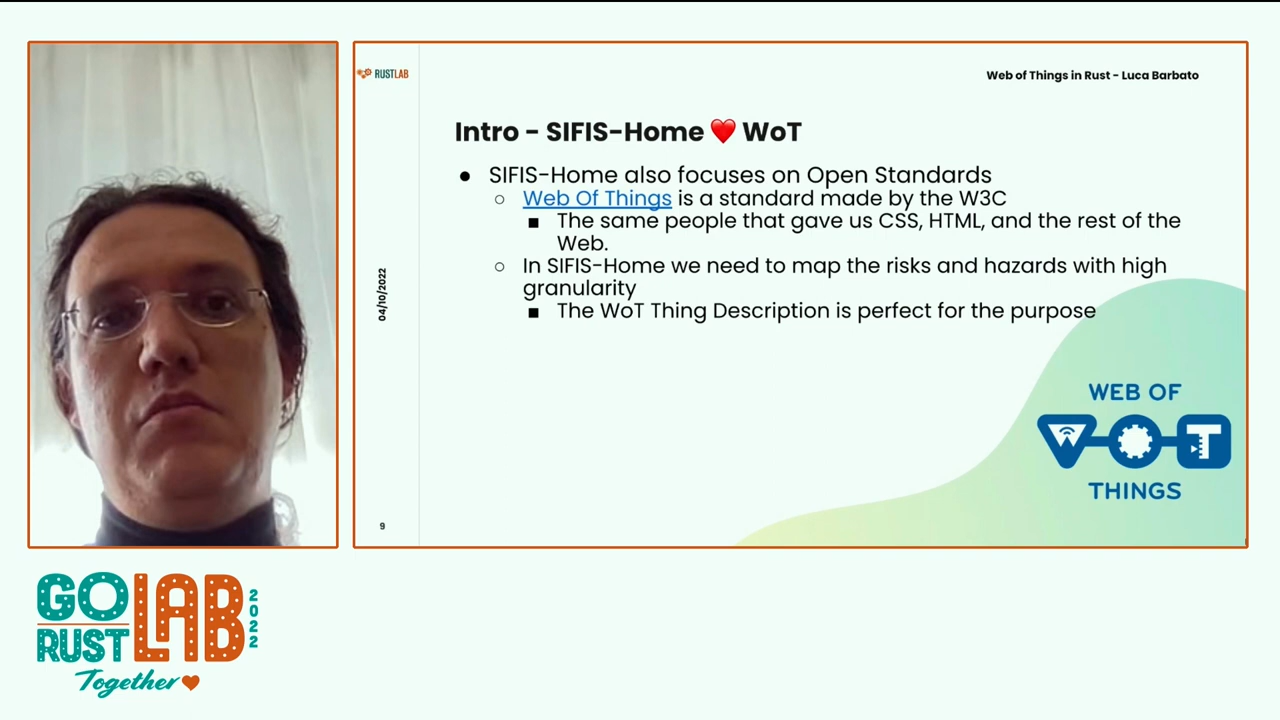 RUSTLAB
Web of Things in Rust - Luca Barbato
Intro - SIFIS-Home ❤️ WoT
● SIFIS-Home also focuses on Open Standards
○ Web Of Things is a standard made by the W3C
■ The same people that gave us CSS, HTML, and the rest of the
Web.
○ In SIFIS-Home we need to map the risks and hazards with high
granularity
■ The WoT Thing Description is perfect for the purpose
04/10/2022
WEB OF
W O T
THINGS
9
GO LAB 2022
RUST
Together